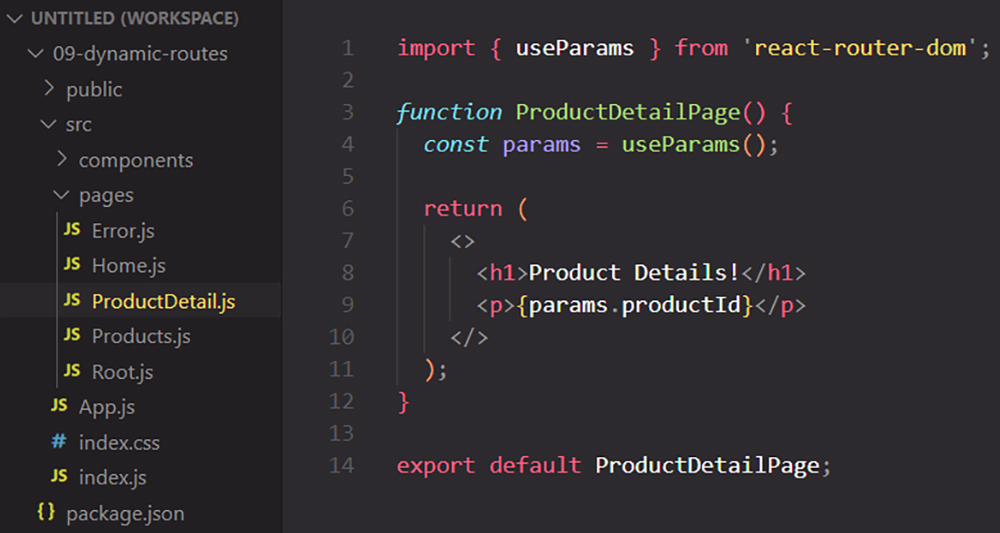 UNTITLED (WORKSPACE)
09-dynamic-routes
public
src
components
pages
JS Error.js
JS Home.js
JS ProductDetail.js
JS Products.js
JS Root.js
JS App.js
# index.css
JS index.js
{} package.json
1 import { useParams } from 'react-router-dom';
2
3 function ProductDetailPage() {
4 const params = useParams();
5
6 return (
7 <>
8 <h1>Product Details!</h1>
9 <p>{params.productId}</p>
10 </>
11 );
12 }
13
14 export default ProductDetailPage;